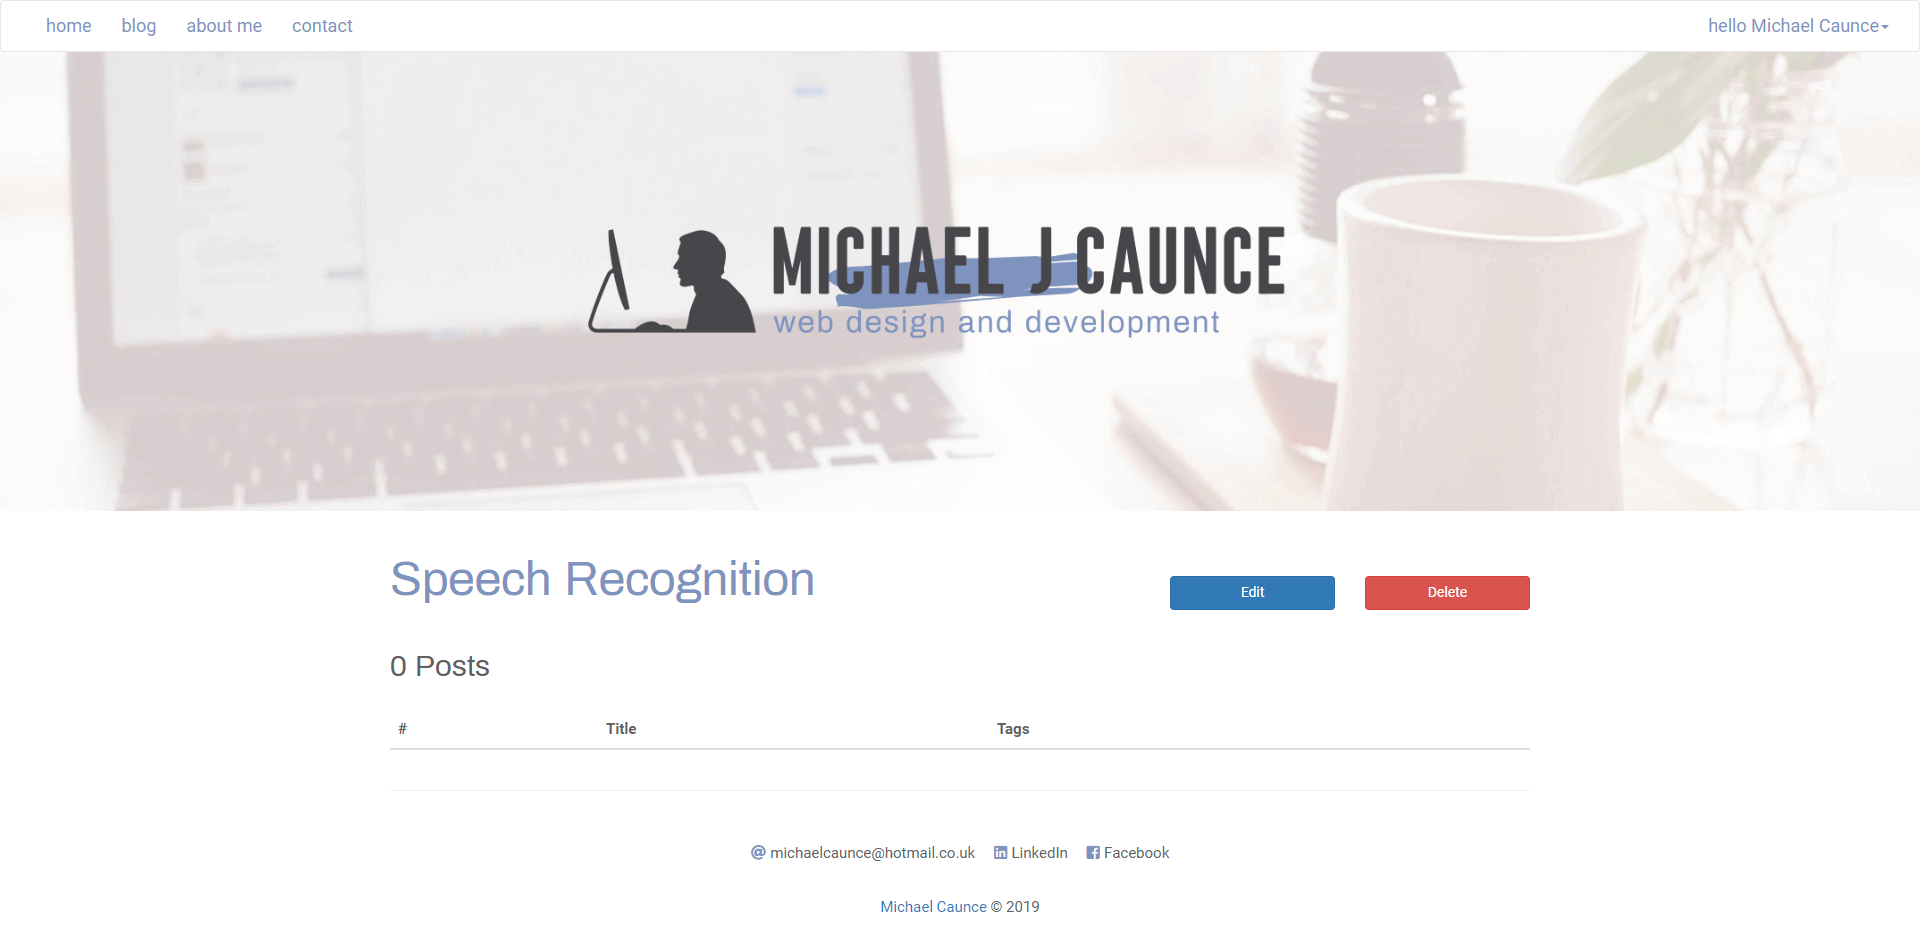 home blog about me contact hello Michael Caunce
MICHAEL J CAUNCE
web design and development
Speech Recognition
Edit Delete
0 Posts
# Title Tags
michaelcaunce@hotmail.co.uk LinkedIn Facebook
Michael Caunce © 2019